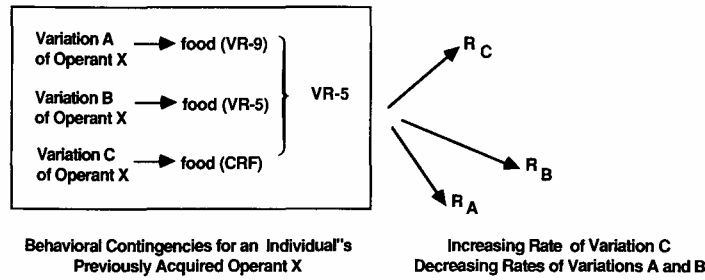 Variation A
of Operant X
food (VR-9)
Variation B
of Operant X
food (VR-5)
VR-5
Variation C
of Operant X
food (CRF)
R C
R B
R A
Behavioral Contingencies for an Individual"s
Previously Acquired Operant X
Increasing Rate of Variation C
Decreasing Rates of Variations A and B